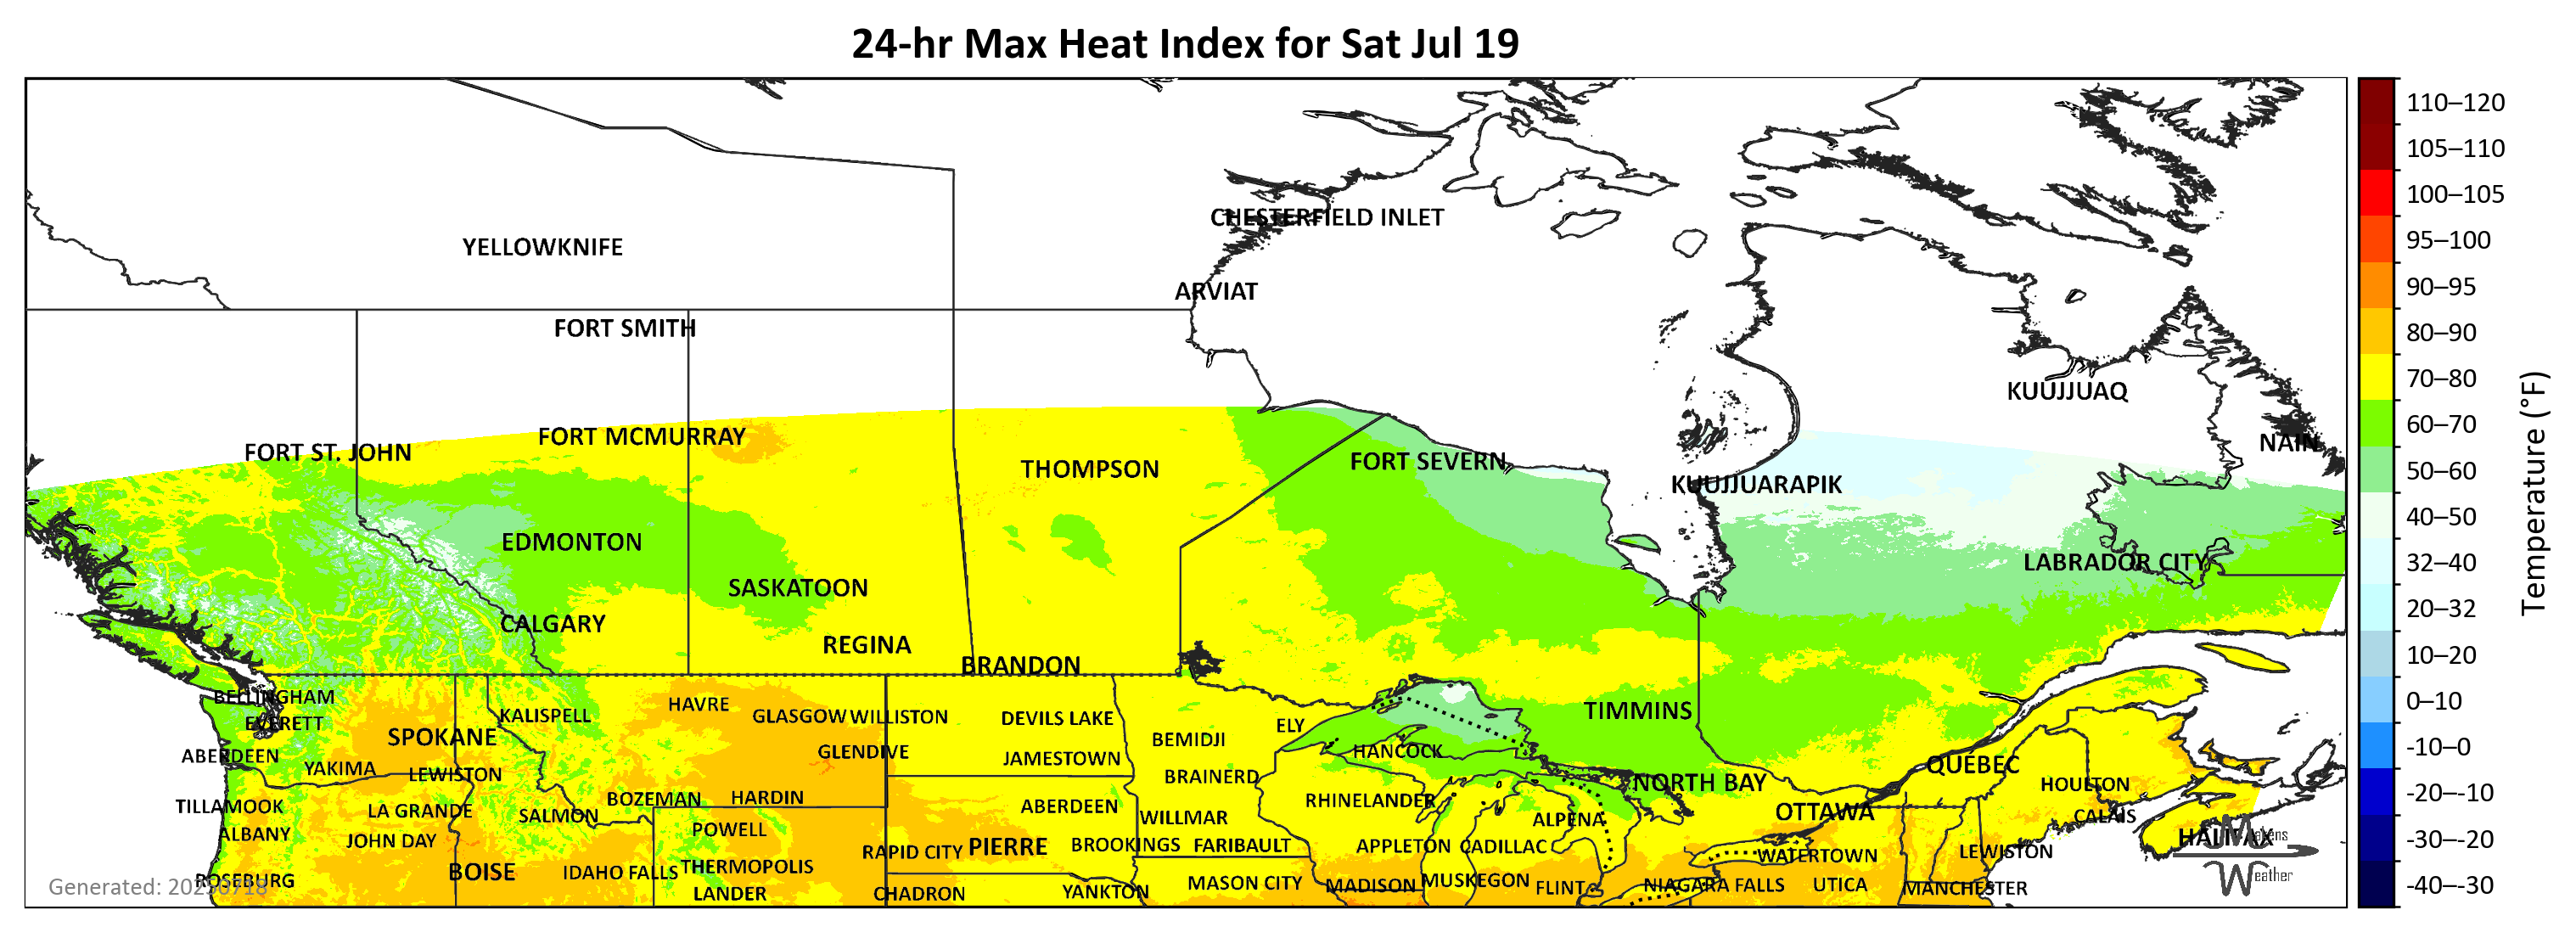 24-hr Max Heat Index for Sat Jul 19
CHESTERFIELD INLET
YELLOWKNIFE
ARVIAT
FORT SMITH
KUUJJUAQ
FORT MCMURRAY
NAIN
FORT ST. JOHN
FORT SEVERN
THOMPSON
KUUJJUARAPIK
EDMONTON
LABRADOR CITY
SASKATOON
CALGARY
REGINA
BRANDON
BELLINGHAM
HAVRE
TIMMINS
KALISPELL
GLASGOW
WILLISTON
DEVILS LAKE
EVERETT
ELY
SPOKANE
BEMIDJI
HANCOCK
GLENDIVE
ABERDEEN
JAMESTOWN
QUÉBEC
YAKIMA
LEWISTON
BRAINERD
NORTH BAY
HOULTON
BOZEMAN
HARDIN
RHINELANDER
TILLAMOOK
ABERDEEN
LA GRANDE
SALMON
OTTAWA
CALAIS
WILLMAR
ALPENA
POWELL
ALBANY
HALIFAX
JOHN DAY
PIERRE
BROOKINGS
FARIBAULT
APPLETON
CADILLAC
RAPID CITY
LEWISTON
WATERTOWN
THERMOPOLIS
BOISE
IDAHO FALLS
ROSEBURG
MUSKEGON
MASON CITY
MADISON
NIAGARA FALLS
UTICA
FLINT
MANCHESTER
LANDER
CHADRON
YANKTON
Generated: 20250718
Makens
Weather
110–120
105–110
100–105
95–100
90–95
80–90
70–80
60–70
50–60
40–50
32–40
20–32
10–20
0–10
-10–0
-20–-10
-30–-20
-40–-30
Temperature (°F)